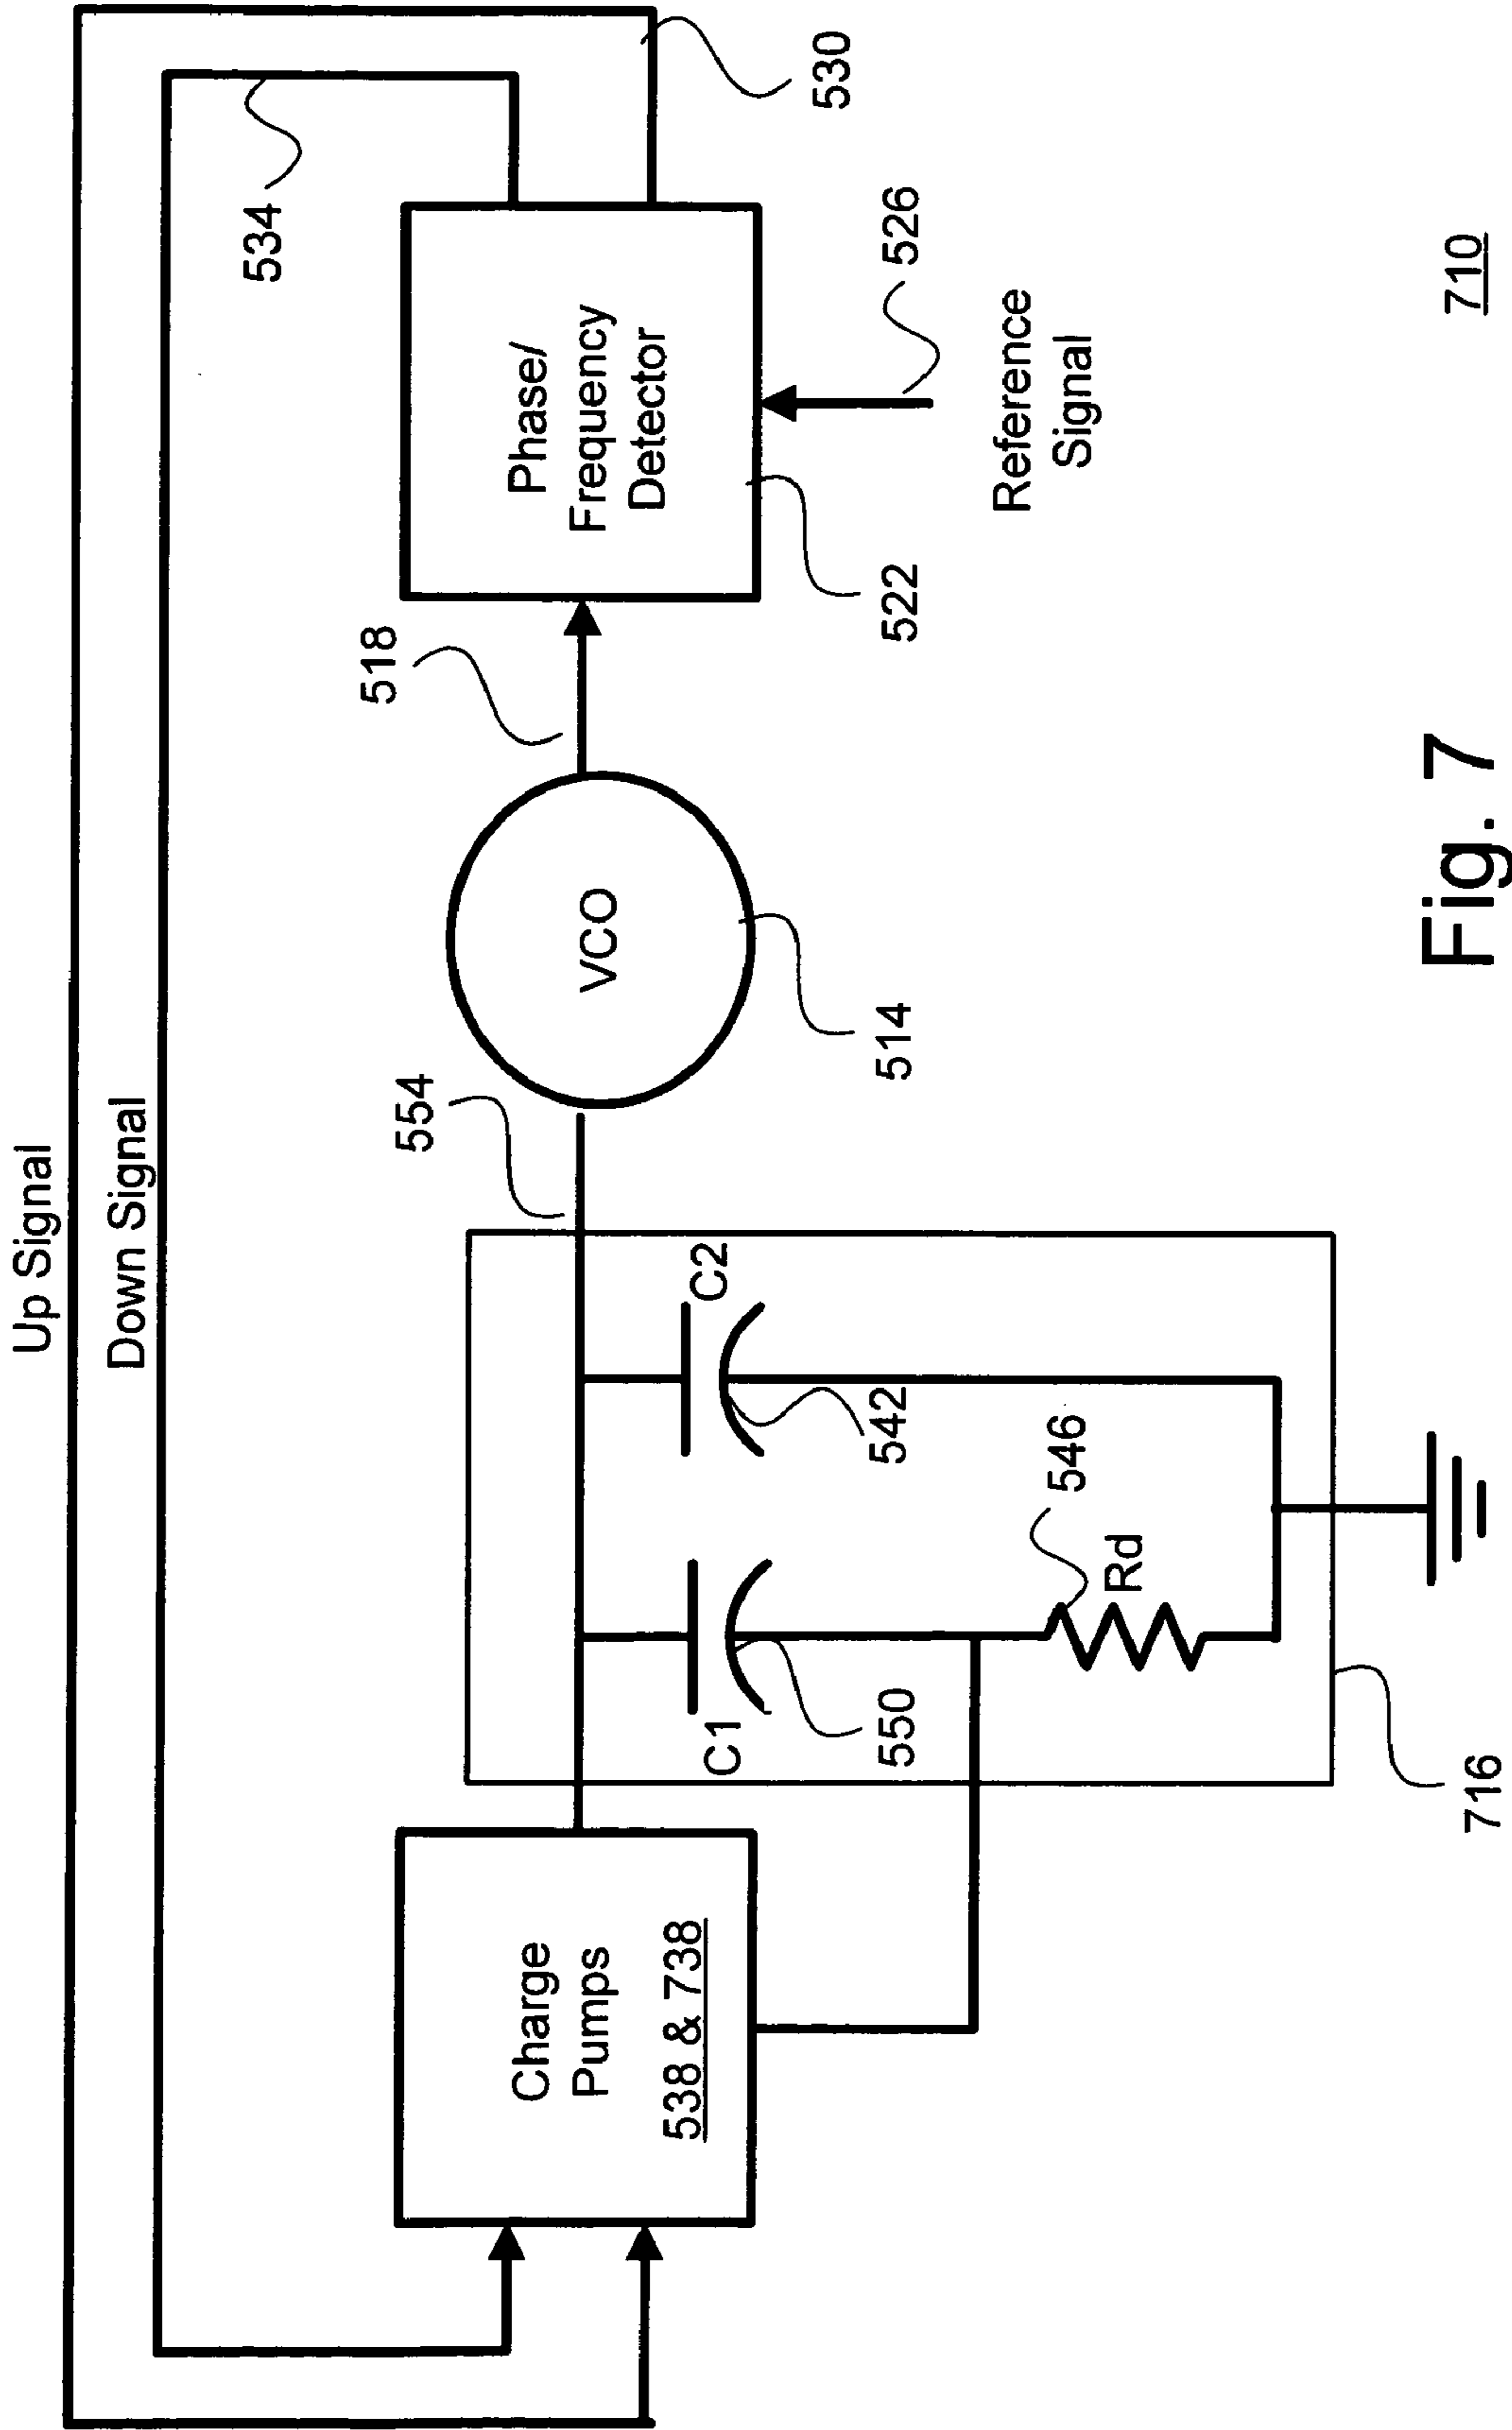 Up Signal
Down Signal
534
530
554
518
Charge
Pumps
538 & 738
C1
C2
550
542
546
Rd
716
VCO
514
Phase/
Frequency
Detector
522
526
Reference
Signal
710
Fig. 7